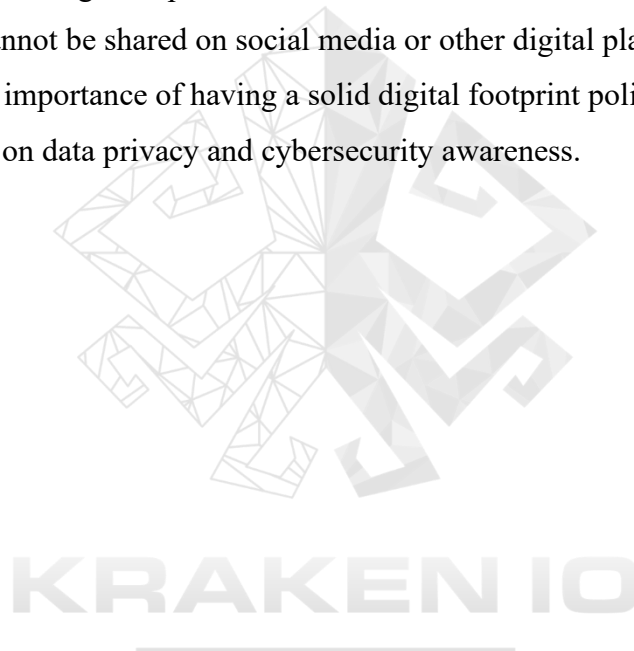 nnot be shared on social media or other digital pla
importance of having a solid digital footprint poli
on data privacy and cybersecurity awareness.
KRAKEN IO